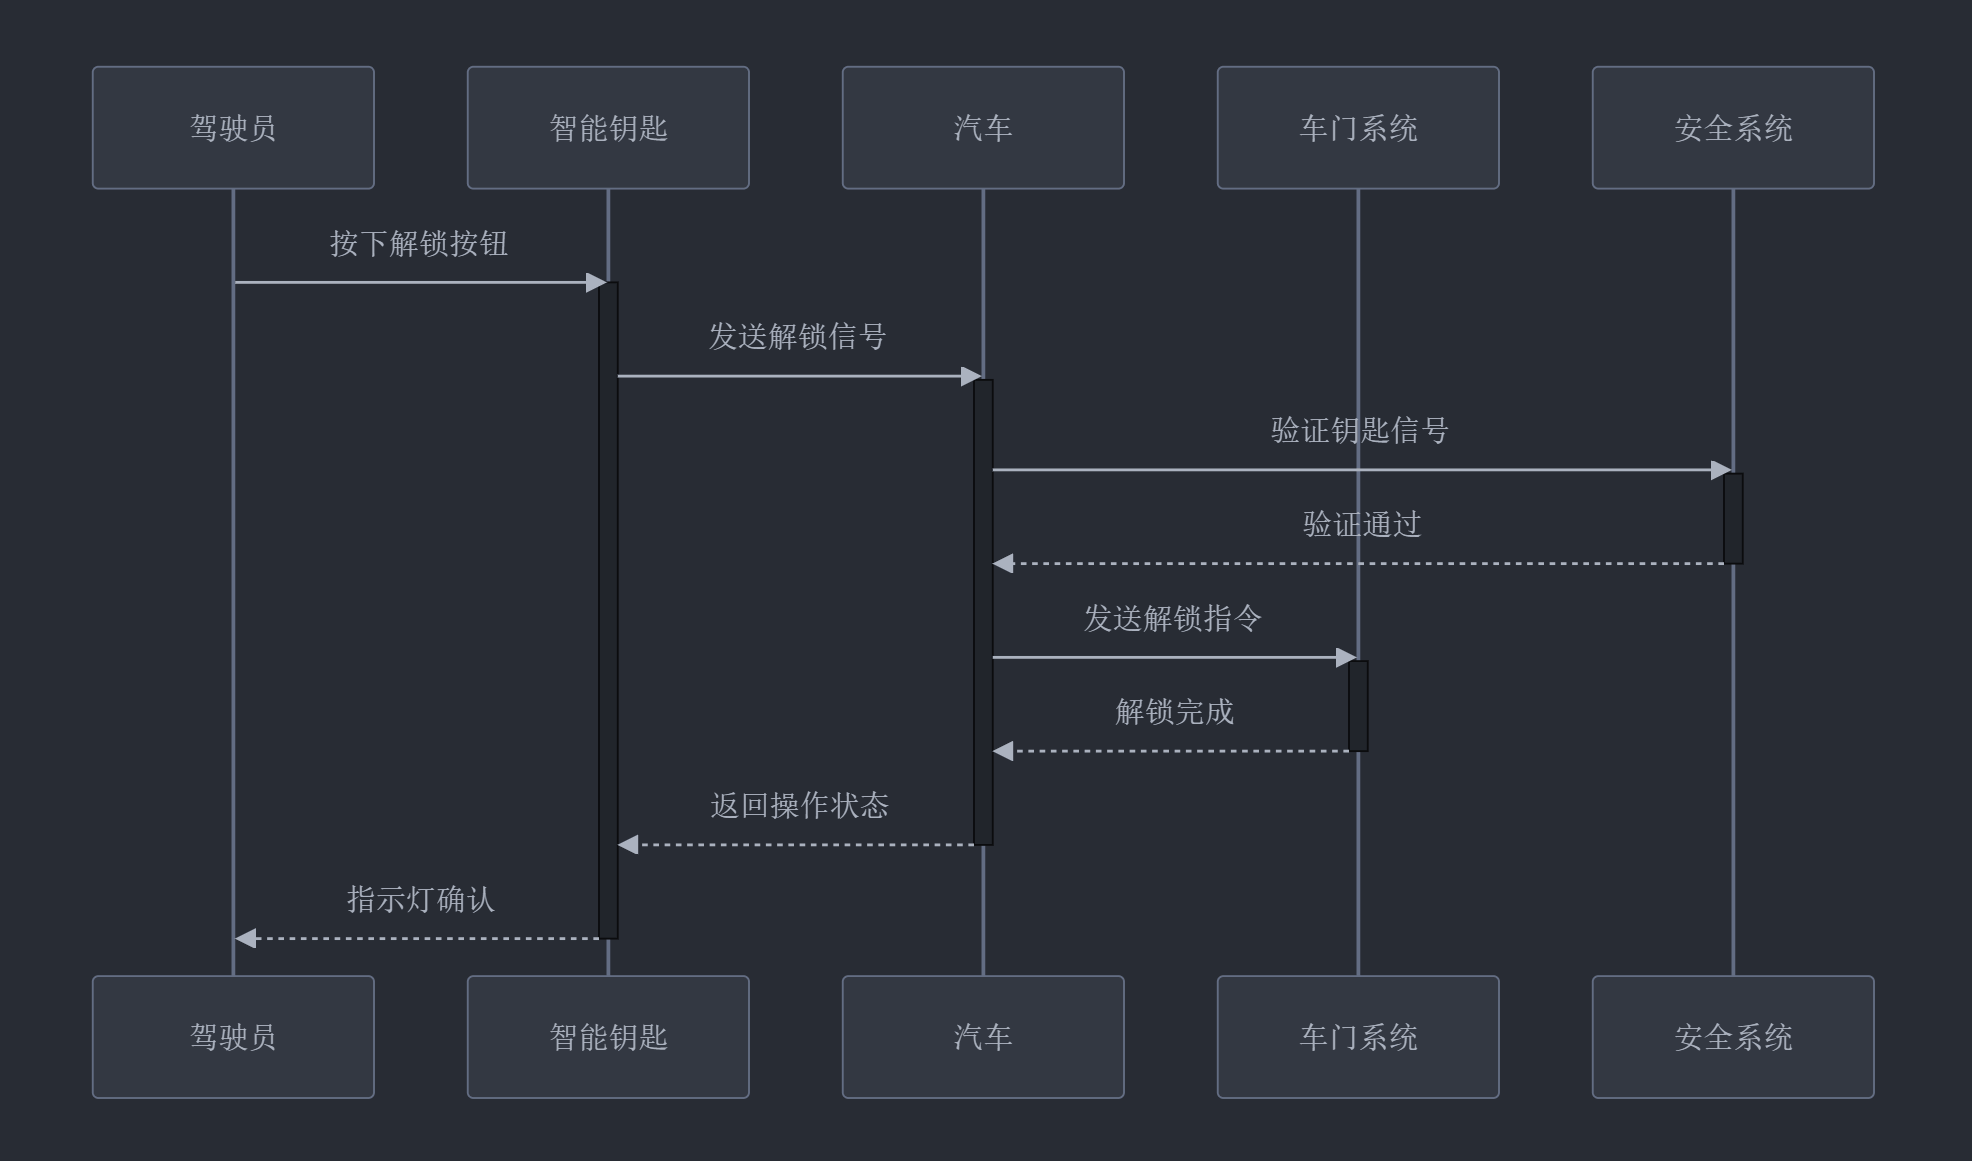 驾驶员
智能钥匙
汽车
车门系统
安全系统
按下解锁按钮
发送解锁信号
验证钥匙信号
验证通过
发送解锁指令
解锁完成
返回操作状态
指示灯确认
驾驶员
智能钥匙
汽车
车门系统
安全系统